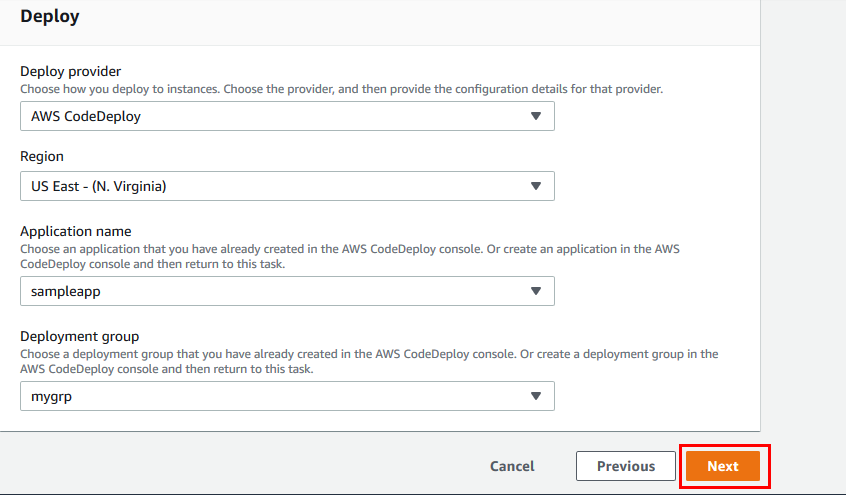 Deploy
Deploy provider
Choose how you deploy to instances. Choose the provider, and then provide the configuration details for that provider.
AWS CodeDeploy
Region
US East - (N. Virginia)
Application name
Choose an application that you have already created in the AWS CodeDeploy console. Or create an application in the AWS
CodeDeploy console and then return to this task.
sampleapp
Deployment group
Choose a deployment group that you have already created in the AWS CodeDeploy console. Or create a deployment group in the
AWS CodeDeploy console and then return to this task.
mygrp
Cancel Previous Next